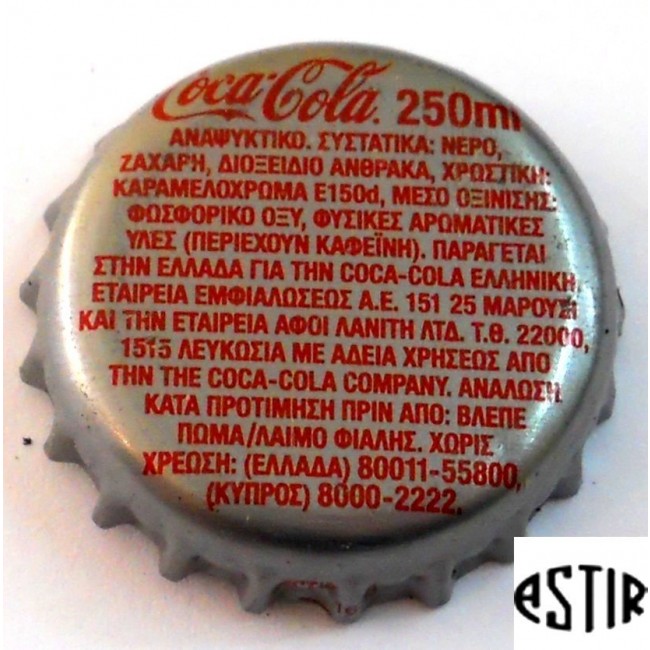 Coca-Cola 250ml
ΑΝΑΨΥΚΤΙΚΟ. ΣΥΣΤΑΤΙΚΑ: ΝΕΡΟ,
ΖΑΧΑΡΗ, ΔΙΟΞΕΙΔΙΟ ΑΝΘΡΑΚΑ, ΧΡΩΣΤΙΚΗ:
ΚΑΡΑΜΕΛΟΧΡΩΜΑ E150d, ΜΕΣΟ ΟΞΙΝΙΣΗΣ:
ΦΩΣΦΟΡΙΚΟ ΟΞΥ, ΦΥΣΙΚΕΣ ΑΡΩΜΑΤΙΚΕΣ
ΥΛΕΣ (ΠΕΡΙΕΧΟΥΝ ΚΑΦΕΪΝΗ). ΠΑΡΑΓΕΤΑΙ
ΣΤΗΝ ΕΛΛΑΔΑ ΓΙΑ ΤΗΝ COCA-COLA ΕΛΛΗΝΙΚΗ
ΕΤΑΙΡΕΙΑ ΕΜΦΙΑΛΩΣΕΩΣ Α.Ε. 151 25 ΜΑΡΟΥΣΙ
ΚΑΙ ΤΗΝ ΕΤΑΙΡΕΙΑ ΑΦΟΙ ΛΑΝΙΤΗ ΛΤΔ. Τ.Θ. 22000,
1515 ΛΕΥΚΩΣΙΑ ΜΕ ΑΔΕΙΑ ΧΡΗΣΕΩΣ ΑΠΟ
ΤΗΝ THE COCA-COLA COMPANY. ΑΝΑΛΩΣΗ
ΚΑΤΑ ΠΡΟΤΙΜΗΣΗ ΠΡΙΝ ΑΠΟ: ΒΛΕΠΕ
ΠΩΜΑ/ΛΑΙΜΟ ΦΙΑΛΗΣ. ΧΩΡΙΣ
ΧΡΕΩΣΗ: (ΕΛΛΑΔΑ) 80011-55800,
(ΚΥΠΡΟΣ) 8000-2222.
eSTIR